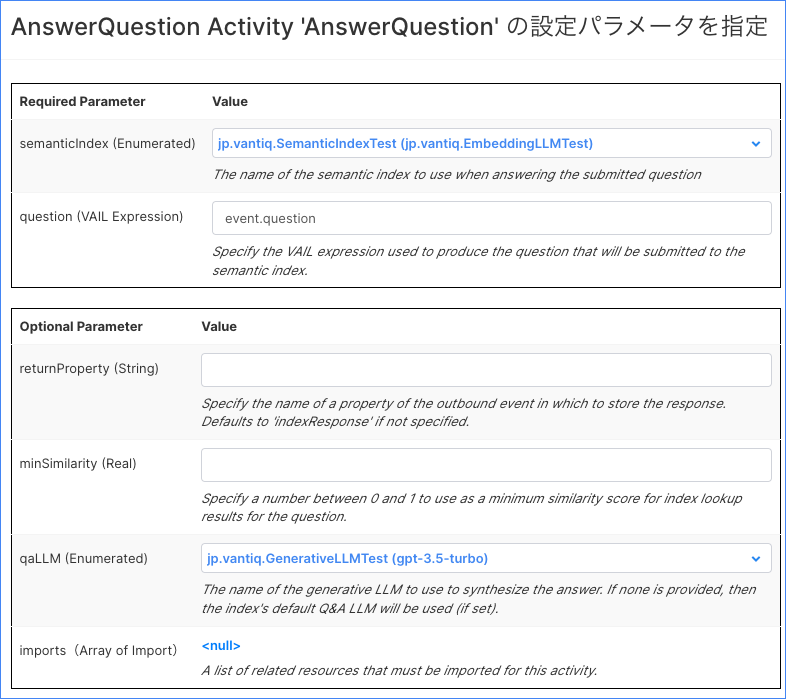 AnswerQuestion Activity 'AnswerQuestion' の設定パラメータを指定
Required Parameter Value
semanticIndex (Enumerated) jp.vantiq.SemanticIndexTest (jp.vantiq.EmbeddingLLMTest)
The name of the semantic index to use when answering the submitted question
question (VAIL Expression) event.question
Specify the VAIL expression used to produce the question that will be submitted to the
semantic index.
Optional Parameter Value
returnProperty (String)
Specify the name of a property of the outbound event in which to store the response.
Defaults to 'indexResponse' if not specified.
minSimilarity (Real)
Specify a number between 0 and 1 to use as a minimum similarity score for index lookup
results for the question.
qaLLM (Enumerated) jp.vantiq.GenerativeLLMTest (gpt-3.5-turbo)
The name of the generative LLM to use to synthesize the answer. If none is provided, then
the index's default Q&A LLM will be used (if set).
imports（Array of Import） <null>
A list of related resources that must be imported for this activity.